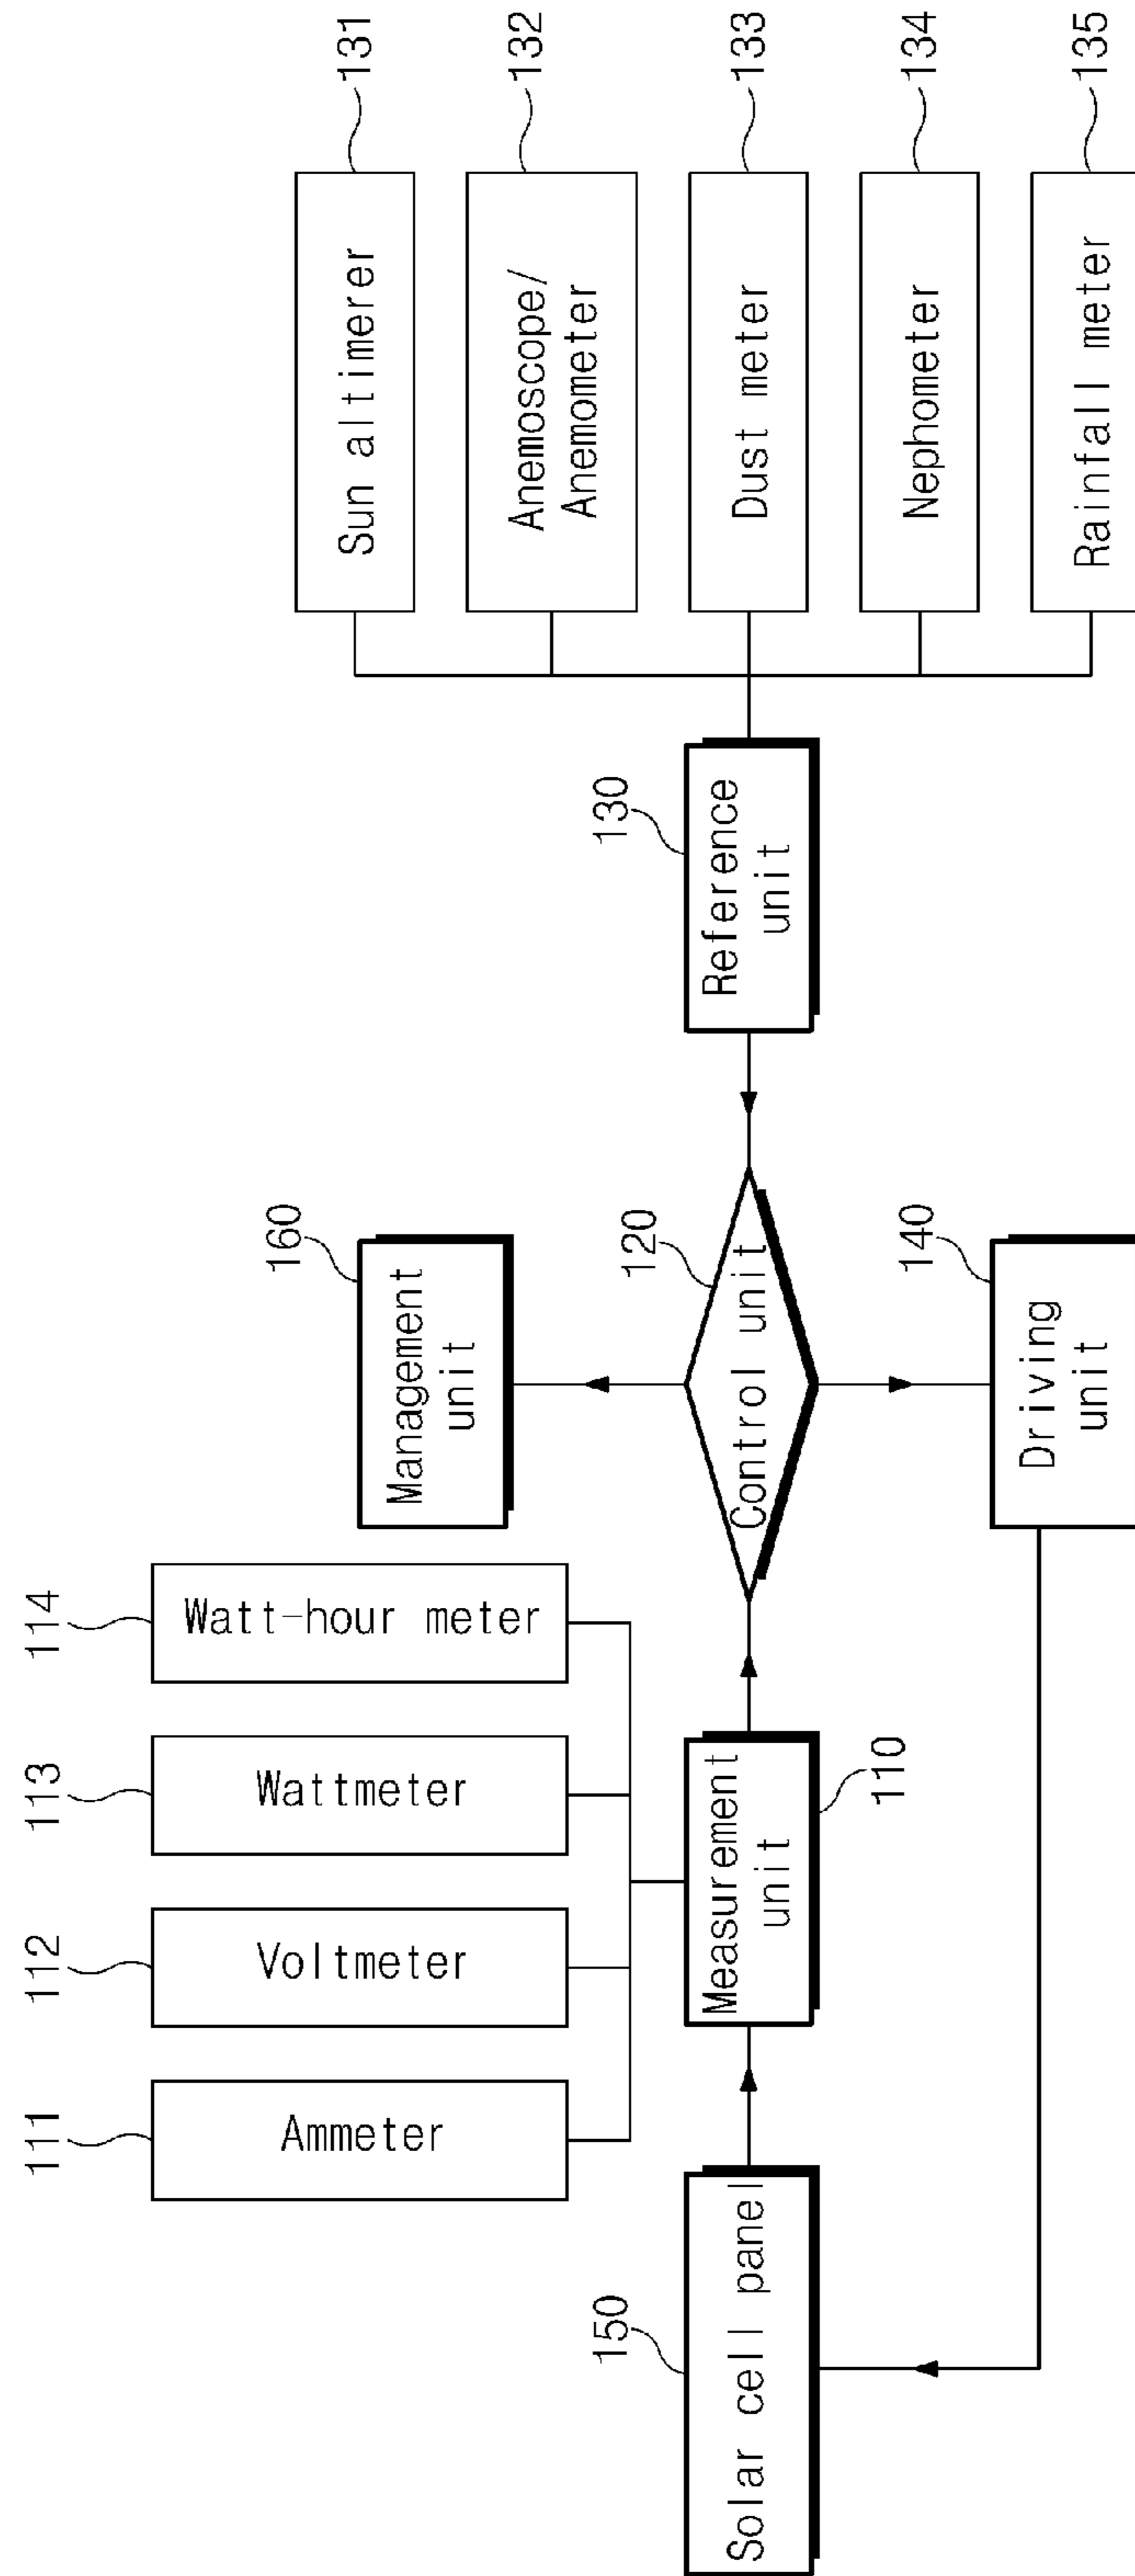 111
Ammeter
112
Voltmeter
113
Wattmeter
114
Watt-hour meter
160
Management
unit
150
Solar cell panel
110
Measurement
unit
120
Control unit
130
Reference
unit
140
Driving
unit
131
Sun altimerer
132
Anemoscope/
Anemometer
133
Dust meter
134
Nephometer
135
Rainfall meter